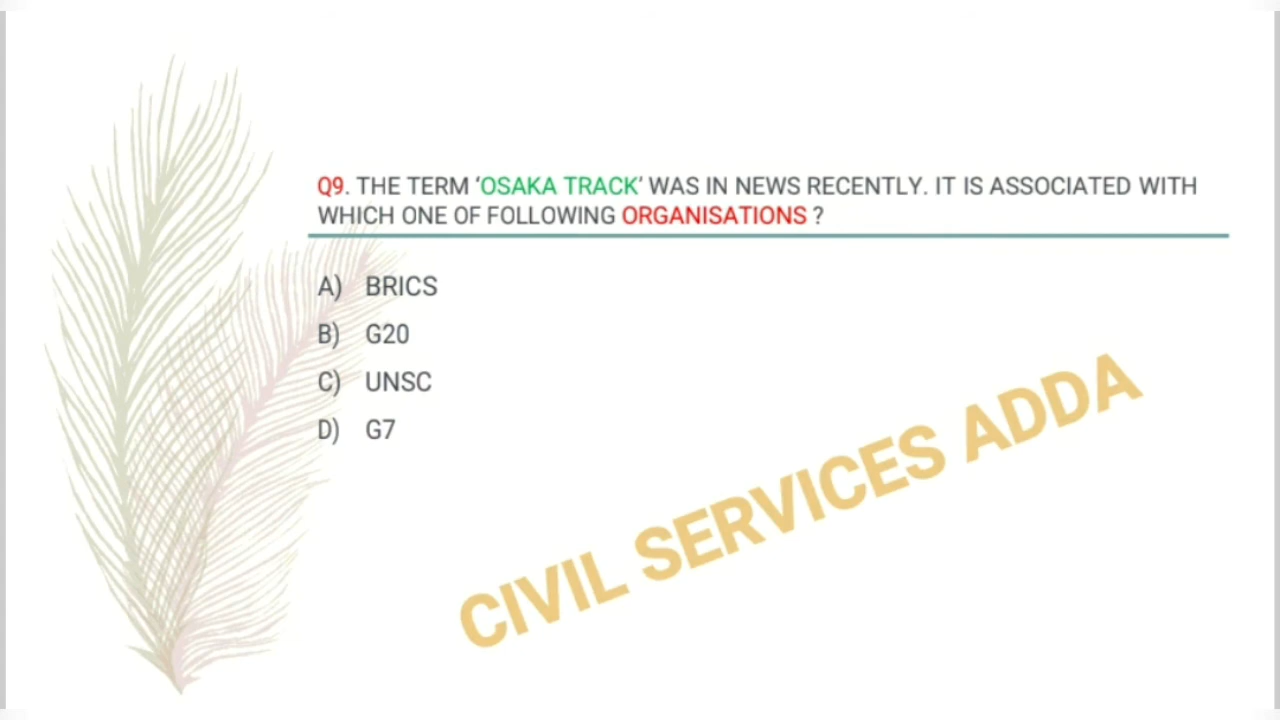 Q9. THE TERM ‘OSAKA TRACK’ WAS IN NEWS RECENTLY. IT IS ASSOCIATED WITH
WHICH ONE OF FOLLOWING ORGANISATIONS ?
A) BRICS
B) G20
C) UNSC
D) G7
CIVIL SERVICES ADDA